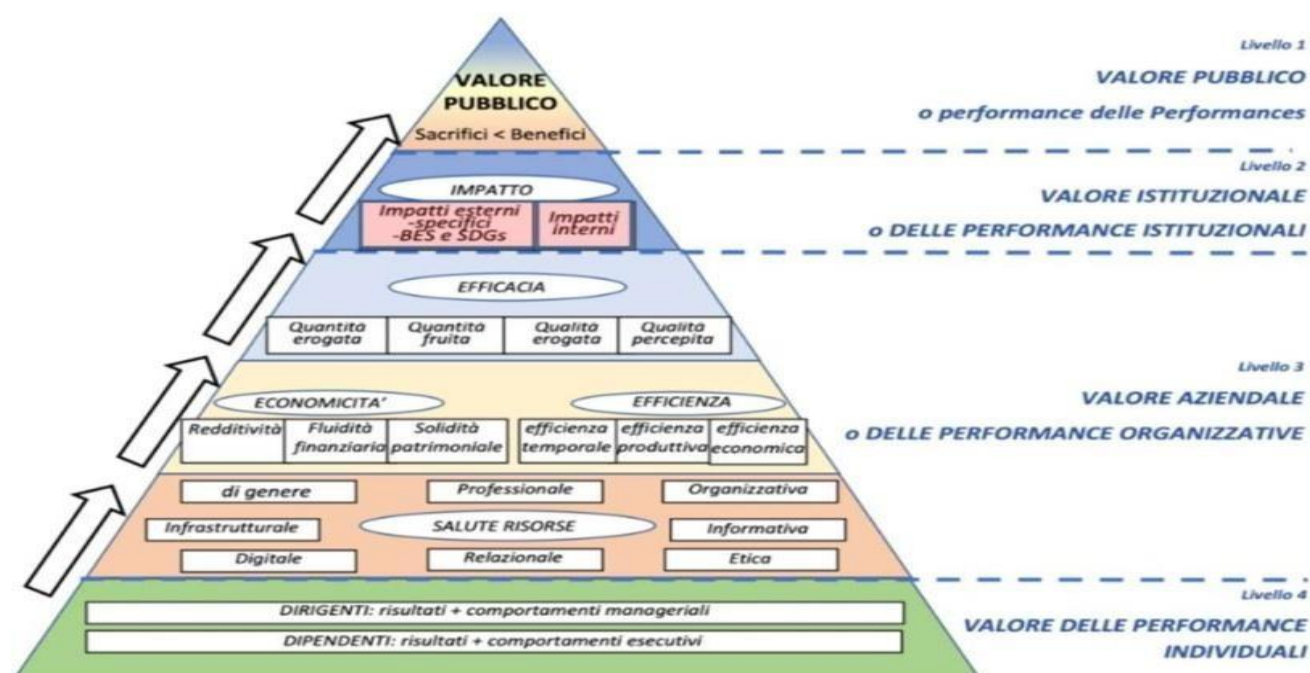 Livello 1
VALORE PUBBLICO
o performance delle Performances
VALORE
PUBBLICO
Sacrifici < Benefici
Livello 2
VALORE ISTITUZIONALE
o DELLE PERFORMANCE ISTITUZIONALI
IMPATTO
Impatti esterni
-specifici
-BES e SDGs
Impatti
interni
EFFICACIA
Quantità
erogata
Quantità
fruita
Qualità
erogata
Qualità
percepita
Livello 3
VALORE AZIENDALE
o DELLE PERFORMANCE ORGANIZZATIVE
ECONOMICITA'
EFFICIENZA
Redditività
Fluidità
finanziaria
Solidità
patrimoniale
efficienza
temporale
efficienza
produttiva
efficienza
economica
di genere
Professionale
Organizzativa
Infrastrutturale
SALUTE RISORSE
Informativa
Digitale
Relazionale
Etica
Livello 4
VALORE DELLE PERFORMANCE
INDIVIDUALI
DIRIGENTI: risultati + comportamenti manageriali
DIPENDENTI: risultati + comportamenti esecutivi